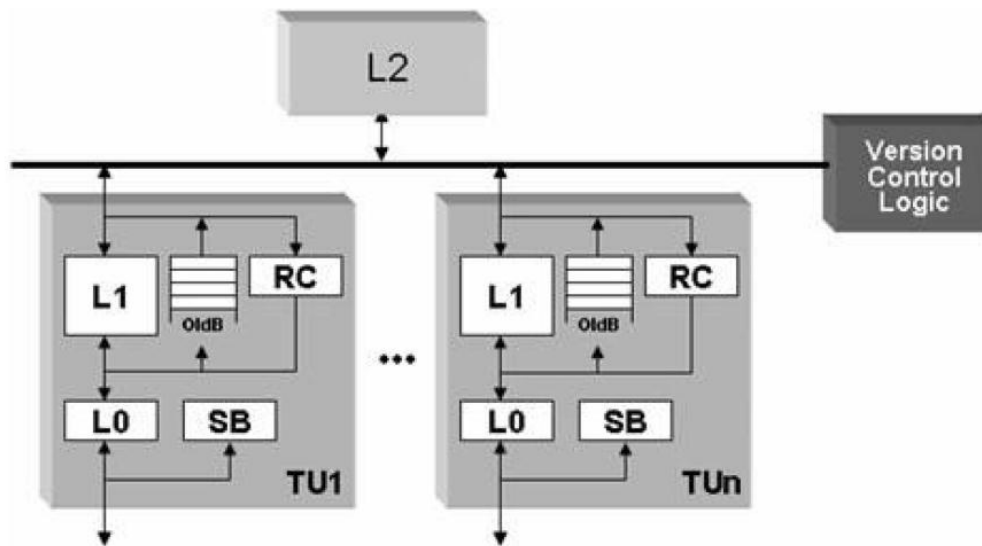 L2
Version
Control
Logic
L1
OldB
RC
L0
SB
TU1
•••
L1
OldB
RC
L0
SB
TUn